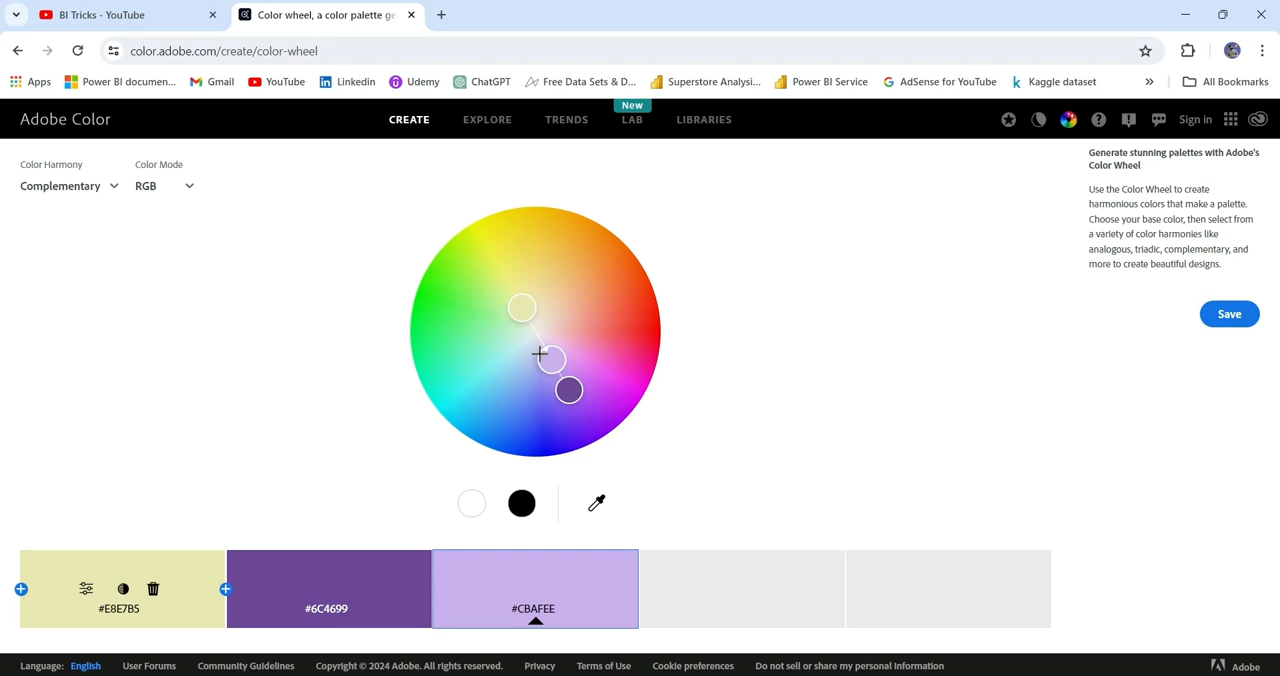 BI Tricks - YouTube
Color wheel, a color palette ge
color.adobe.com/create/color-wheel
Apps
Power BI documen...
Gmail
YouTube
Linkedin
Udemy
ChatGPT
Free Data Sets & D...
Superstore Analysi...
Power BI Service
AdSense for YouTube
Kaggle dataset
»
All Bookmarks
New
Adobe Color
CREATE
EXPLORE
TRENDS
LAB
LIBRARIES
Sign in
Color Harmony
Color Mode
Complementary
RGB
Generate stunning palettes with Adobe's
Color Wheel
Use the Color Wheel to create
harmonious colors that make a palette.
Choose your base color, then select from
a variety of color harmonies like
analogous, triadic, complementary, and
more to create beautiful designs.
Save
#E8E7B5
#6C4699
#CBAFEE
Language: English
User Forums
Community Guidelines
Copyright © 2024 Adobe. All rights reserved.
Privacy
Terms of Use
Cookie preferences
Do not sell or share my personal information
Adobe